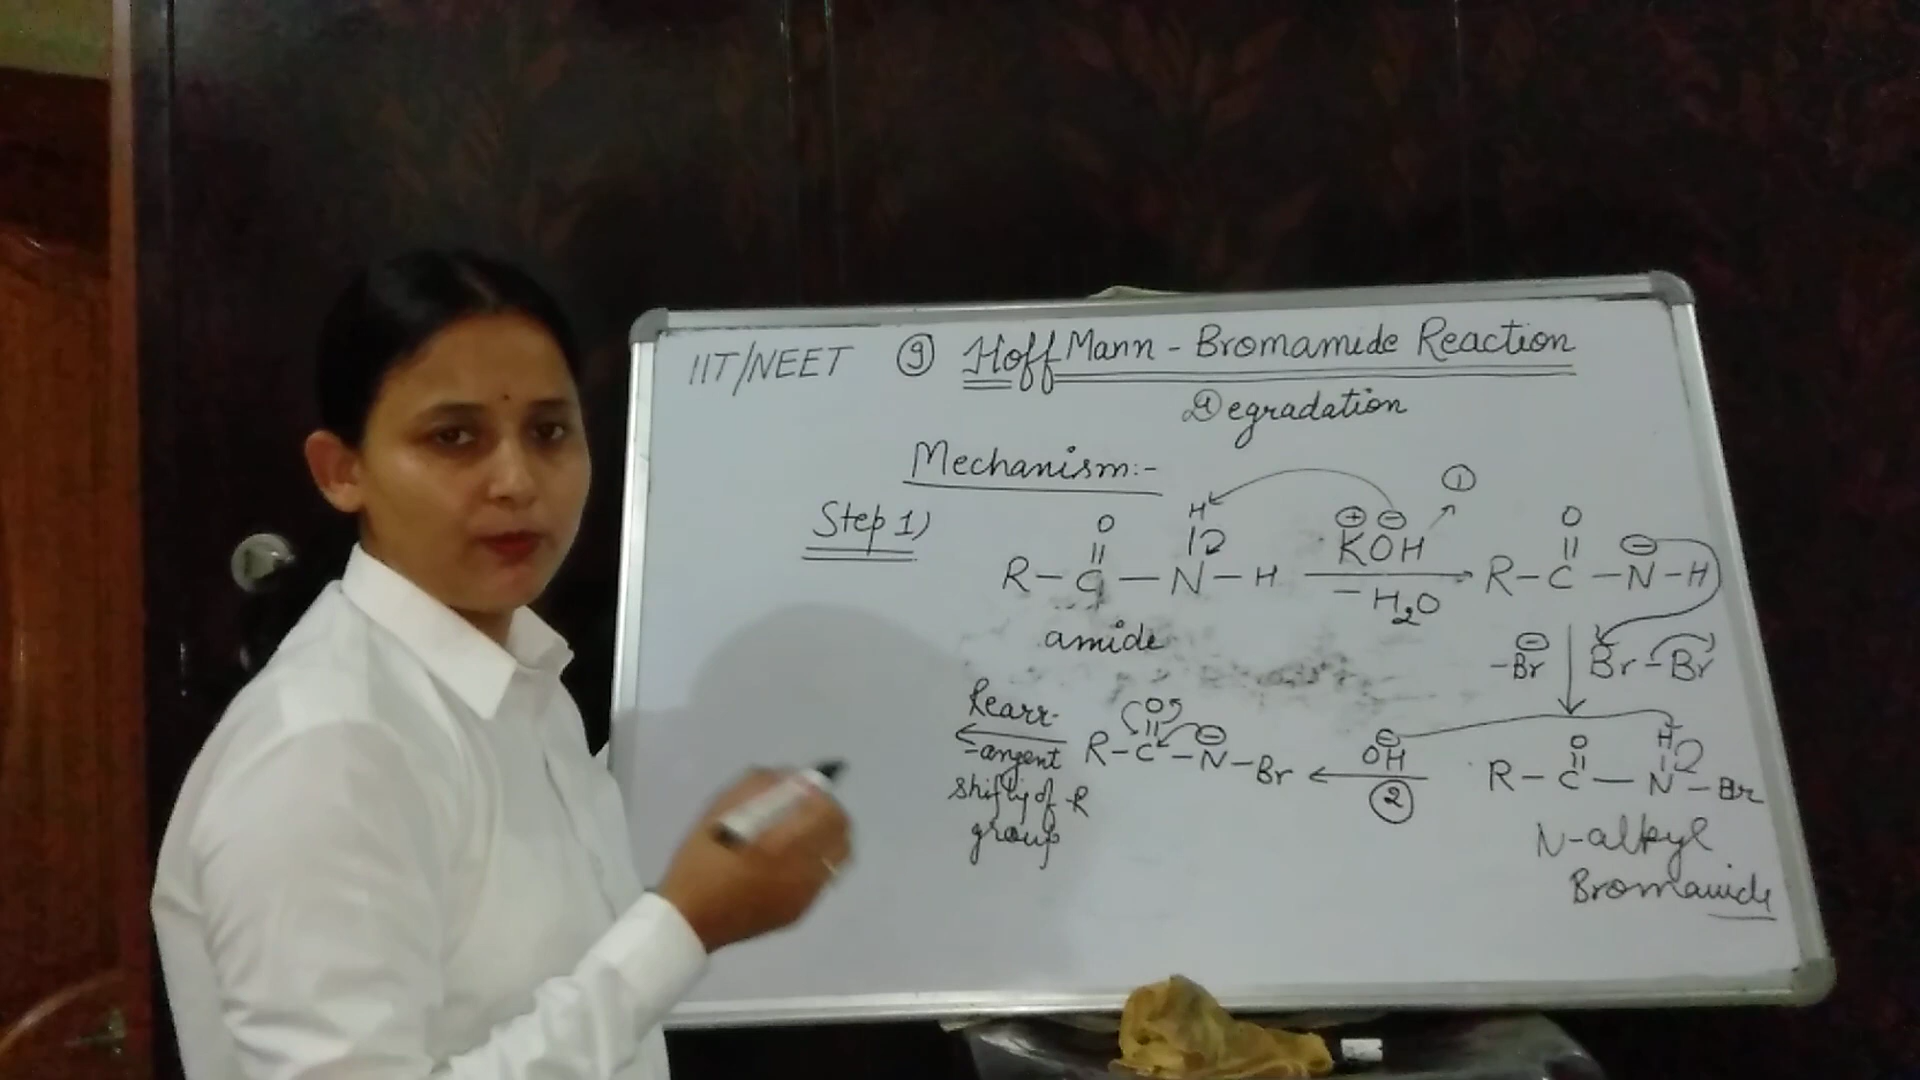 IIT/NEET ⑨ HoffMann - Bromamide Reaction
Degradation
Mechanism:-
①
Step 1)
O H ⊕ ⊖ O ⊖
|| | KOH ||
R - C - N - H → R - C - N - H
- H₂O
amide
⊖
-Br Br - Br
Rearr-
-angent
shiftig of -R
group
O ⊖ ⊖ O H
|| OH || |
R - C - N - Br ← R - C - N - Br
②
N-alkyl
Bromamide